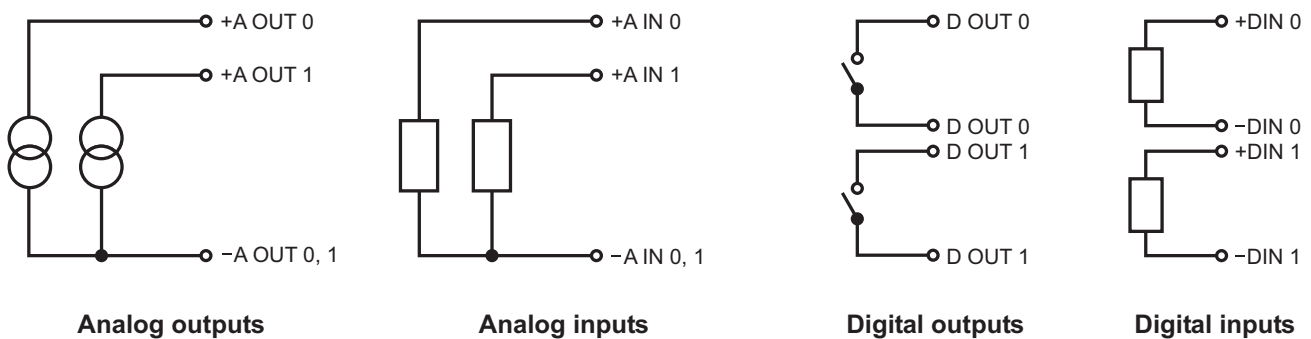 +A OUT 0
+A OUT 1
−A OUT 0, 1
Analog outputs
+A IN 0
+A IN 1
−A IN 0, 1
Analog inputs
D OUT 0
D OUT 0
D OUT 1
D OUT 1
Digital outputs
+DIN 0
−DIN 0
+DIN 1
−DIN 1
Digital inputs